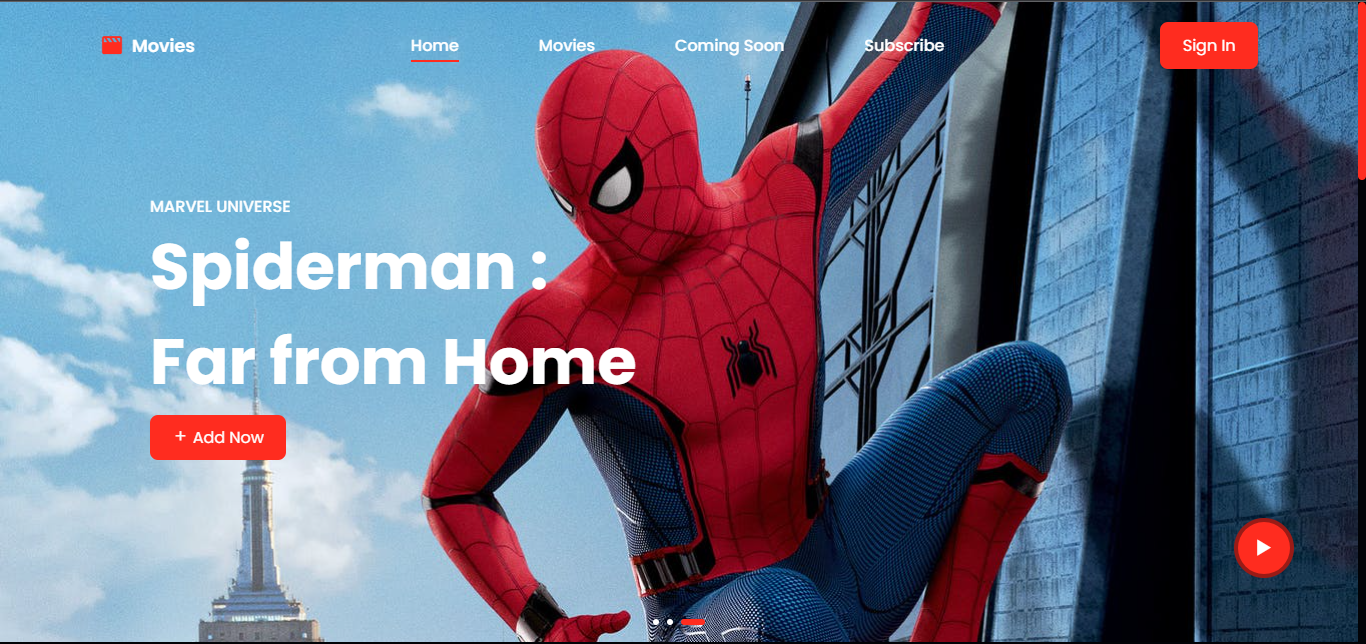 Movies
Home
Movies
Coming Soon
Subscribe
Sign In
MARVEL UNIVERSE
Spiderman :
Far from Home
+ Add Now